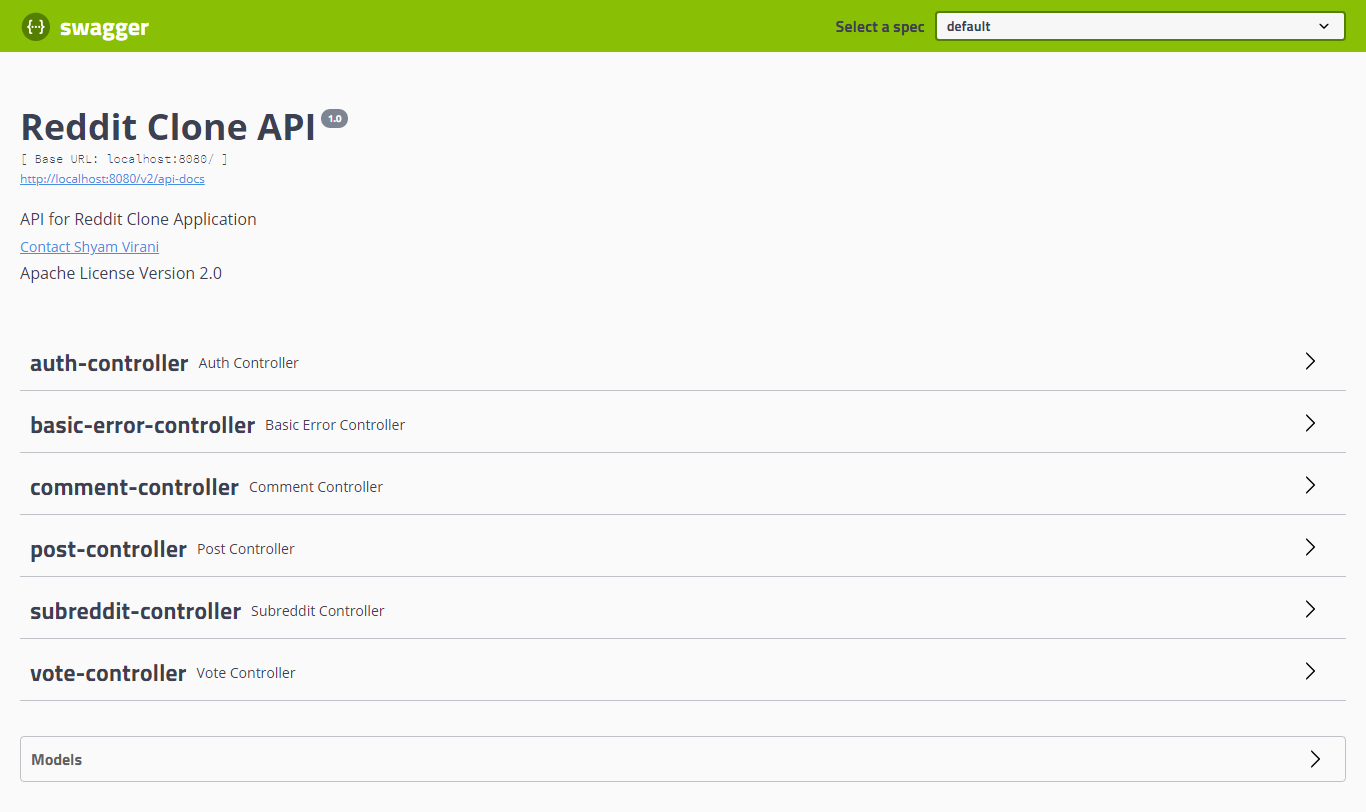 {··} swagger Select a spec default
Reddit Clone API 1.0
[ Base URL: localhost:8080/ ]
http://localhost:8080/v2/api-docs
API for Reddit Clone Application
Contact Shyam Virani
Apache License Version 2.0
auth-controller Auth Controller
basic-error-controller Basic Error Controller
comment-controller Comment Controller
post-controller Post Controller
subreddit-controller Subreddit Controller
vote-controller Vote Controller
Models